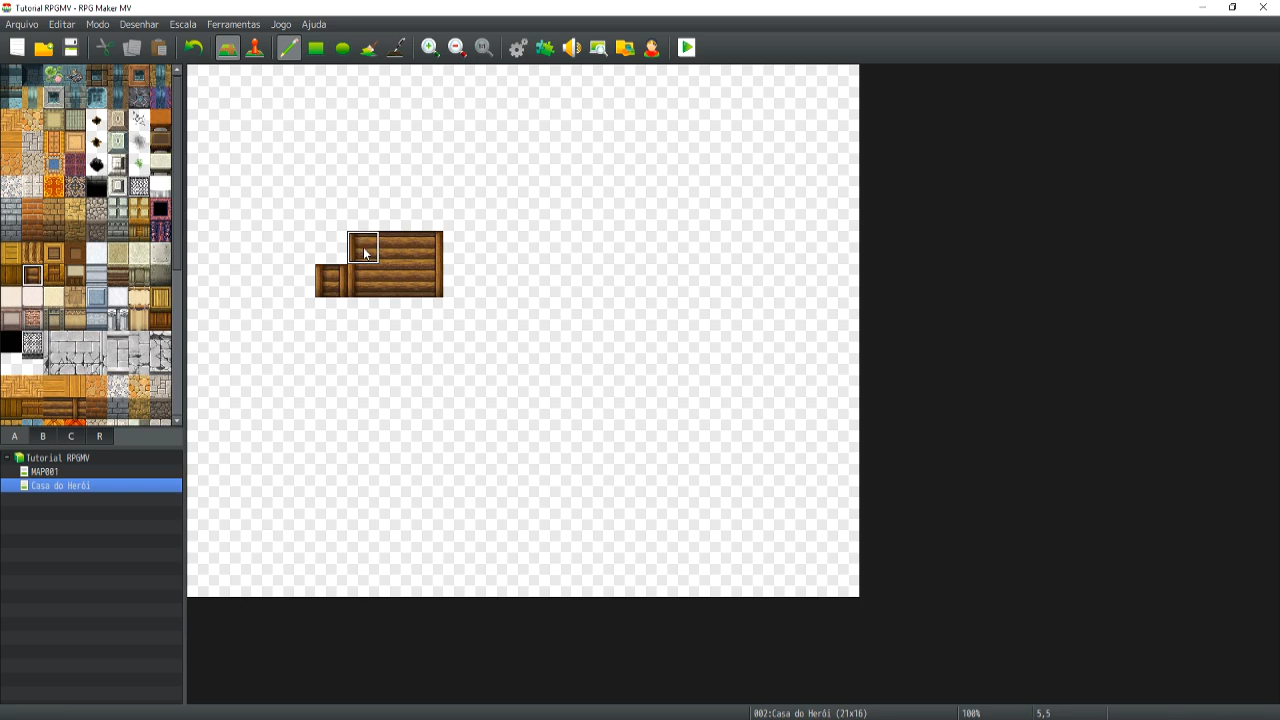 Tutorial RPGMV - RPG Maker MV
Arquivo Editar Modo Desenhar Escala Ferramentas Jogo Ajuda
A B C R
Tutorial RPGMV
MAP001
Casa do Herói
002:Casa do Herói (21x16) 100% 5,5